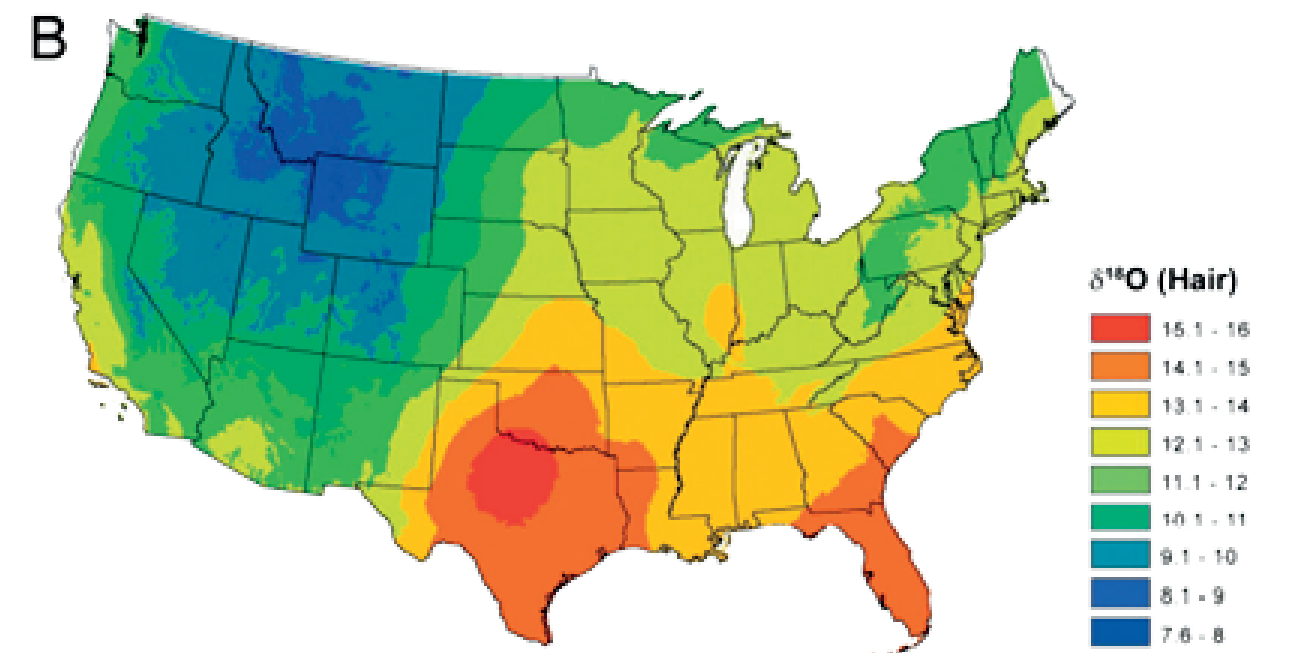 B
δ¹⁸O (Hair)
15.1 - 16
14.1 - 15
13.1 - 14
12.1 - 13
11.1 - 12
10.1 - 11
9.1 - 10
8.1 - 9
7.6 - 8